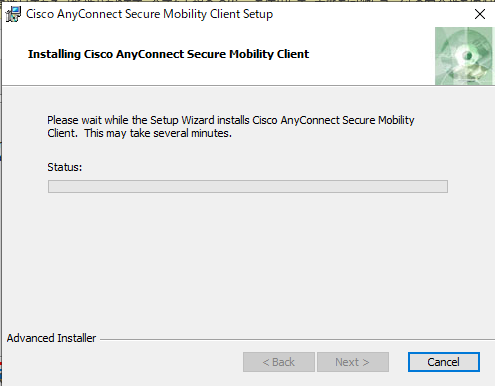 Cisco AnyConnect Secure Mobility Client Setup
Installing Cisco AnyConnect Secure Mobility Client
Please wait while the Setup Wizard installs Cisco AnyConnect Secure Mobility
Client. This may take several minutes.
Status:
Advanced Installer
< Back
Next >
Cancel